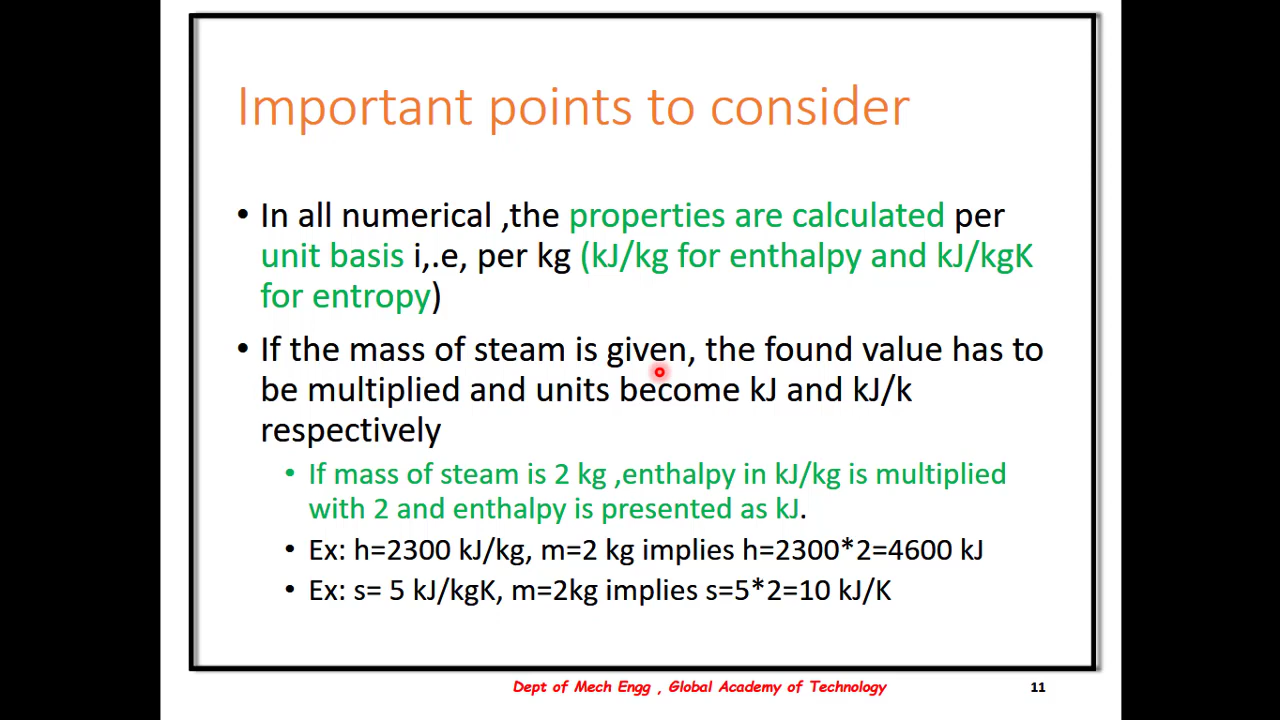 Important points to consider
• In all numerical ,the properties are calculated per
unit basis i,.e, per kg (kJ/kg for enthalpy and kJ/kgK
for entropy)
• If the mass of steam is given, the found value has to
be multiplied and units become kJ and kJ/k
respectively
• If mass of steam is 2 kg ,enthalpy in kJ/kg is multiplied
with 2 and enthalpy is presented as kJ.
• Ex: h=2300 kJ/kg, m=2 kg implies h=2300*2=4600 kJ
• Ex: s= 5 kJ/kgK, m=2kg implies s=5*2=10 kJ/K
Dept of Mech Engg , Global Academy of Technology
11